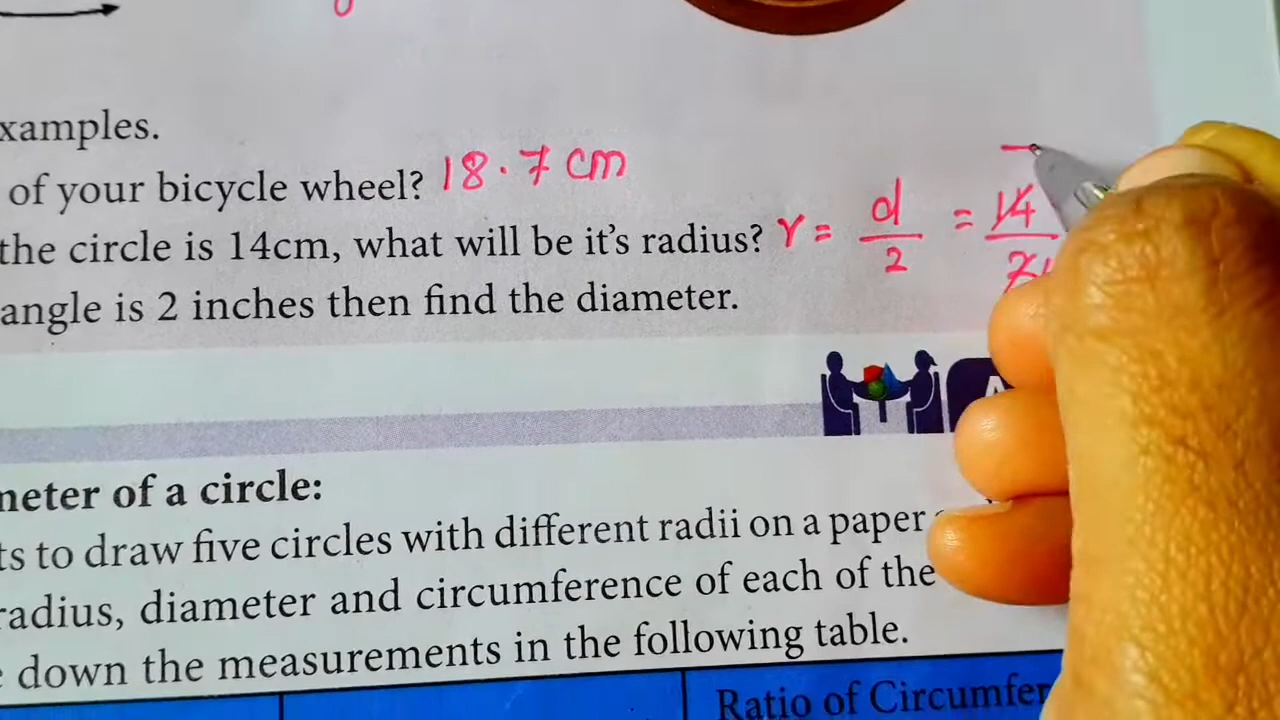 xamples.
of your bicycle wheel? 18.7 cm
the circle is 14cm, what will be it's radius? r = d/2 = 14/2
angle is 2 inches then find the diameter.
neter of a circle:
ts to draw five circles with different radii on a paper
radius, diameter and circumference of each of the
down the measurements in the following table.
Ratio of Circumfer